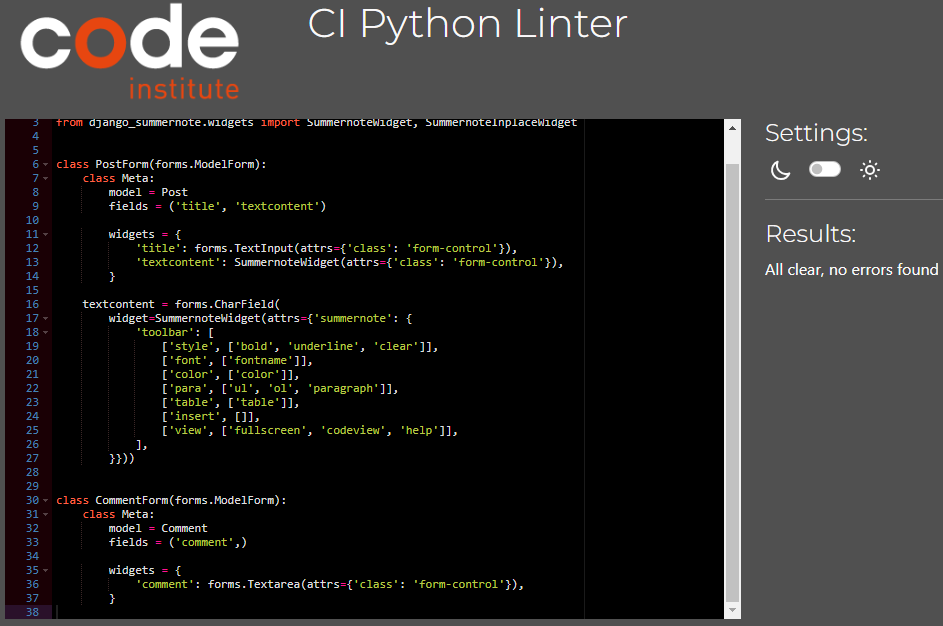 code
institute
CI Python Linter
3 from django_summernote.widgets import SummernoteWidget, SummernoteInplaceWidget
4
5
6 class PostForm(forms.ModelForm):
7     class Meta:
8         model = Post
9         fields = ('title', 'textcontent')
10
11         widgets = {
12             'title': forms.TextInput(attrs={'class': 'form-control'}),
13             'textcontent': SummernoteWidget(attrs={'class': 'form-control'}),
14         }
15
16     textcontent = forms.CharField(
17         widget=SummernoteWidget(attrs={'summernote': {
18             'toolbar': [
19                 ['style', ['bold', 'underline', 'clear']],
20                 ['font', ['fontname']],
21                 ['color', ['color']],
22                 ['para', ['ul', 'ol', 'paragraph']],
23                 ['table', ['table']],
24                 ['insert', []],
25                 ['view', ['fullscreen', 'codeview', 'help']],
26             ],
27         }}))
28
29
30 class CommentForm(forms.ModelForm):
31     class Meta:
32         model = Comment
33         fields = ('comment',)
34
35         widgets = {
36             'comment': forms.Textarea(attrs={'class': 'form-control'}),
37         }
38
Settings:
Results:
All clear, no errors found